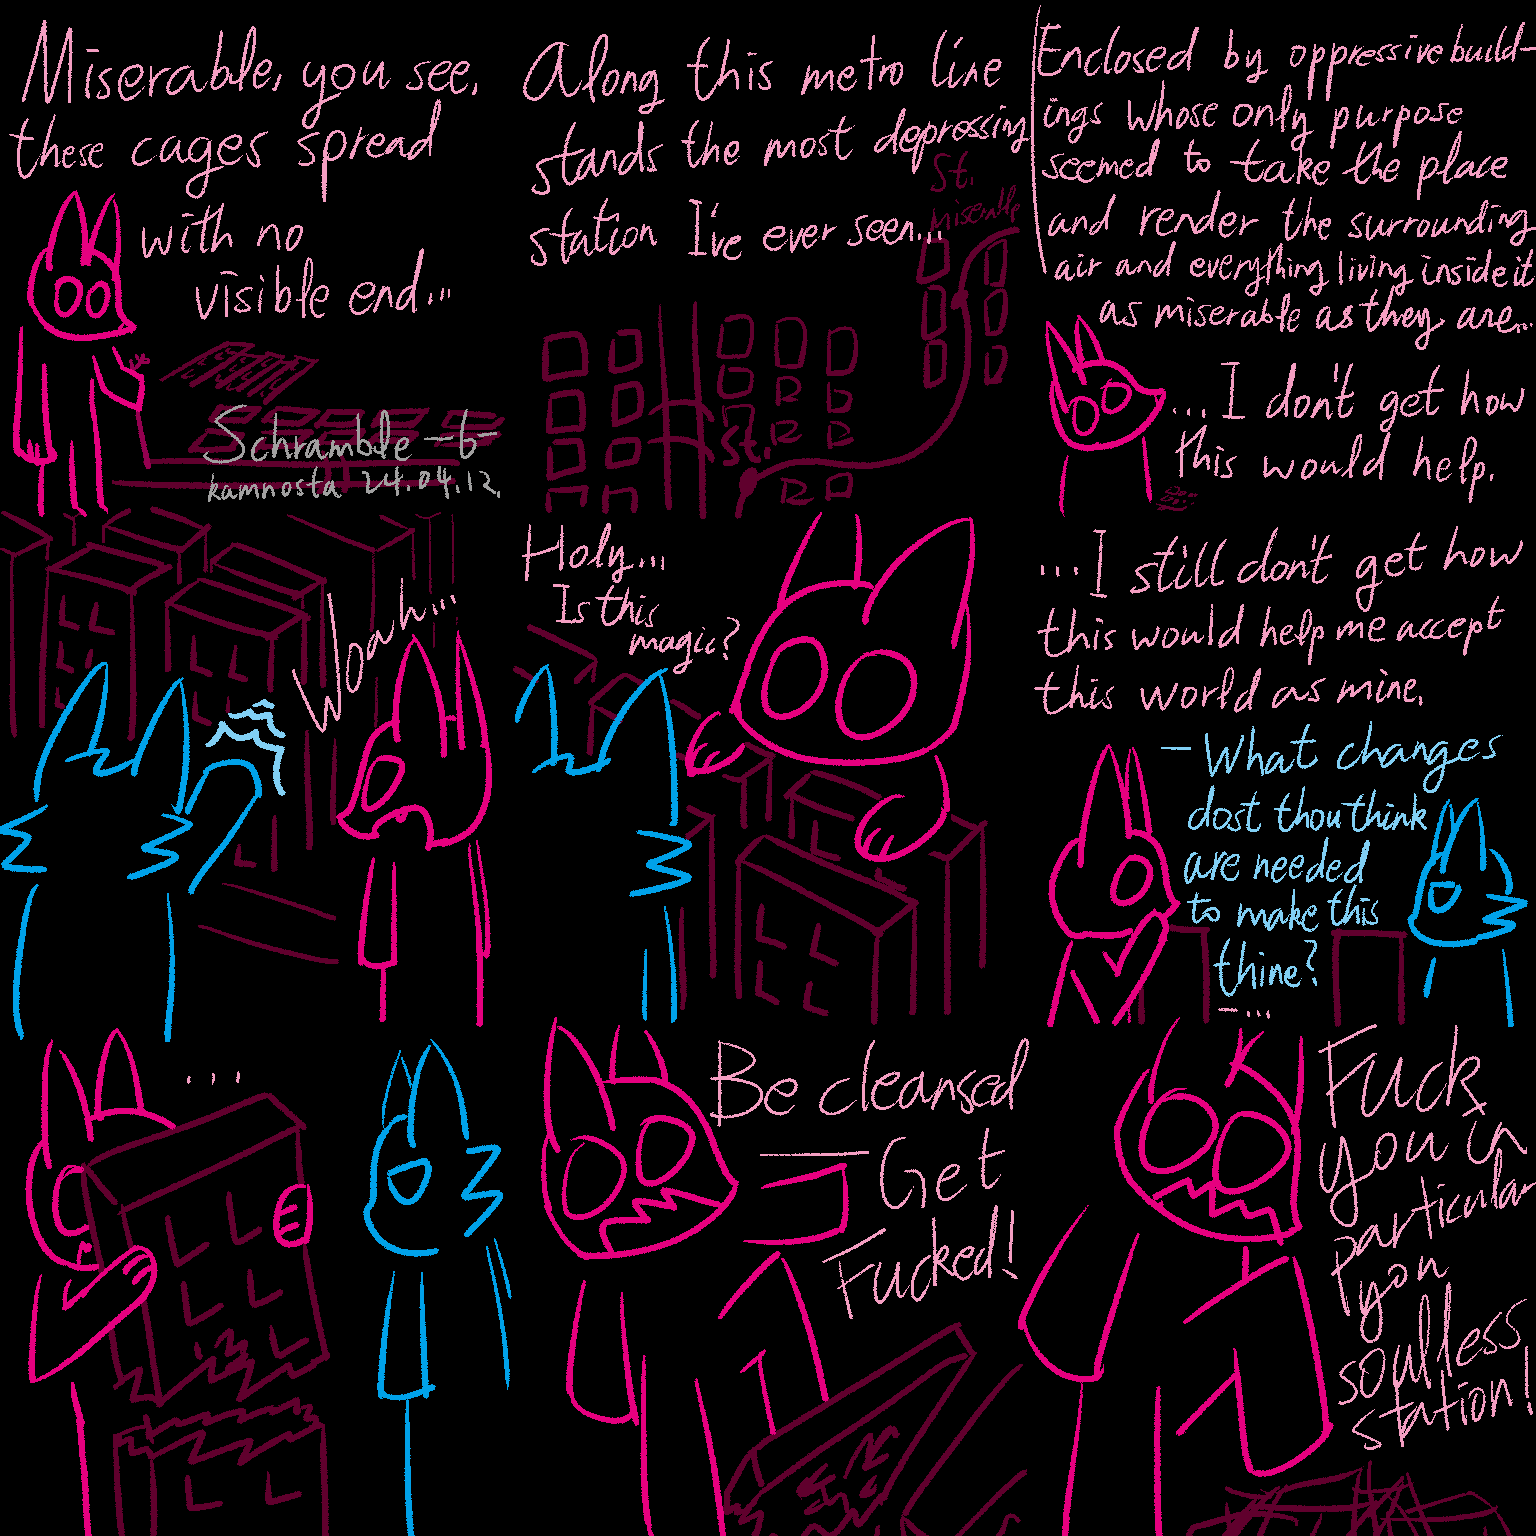 Miserable, you see,
these cages spread
with no
visible end...
Schramble -6-
kamnosta 24.04.12.
Along this metro line
stands the most depressing
station I've ever seen...
St.
miserable
St.
Enclosed by oppressive build-
ings whose only purpose
seemed to take the place
and render the surrounding
air and everything living inside it
as miserable as they are...
...I don't get how
this would help.
Woah...
Holy...
Is this
magic?
...I still don't get how
this would help me accept
this world as mine.
- What changes
dost thou think
are needed
to make this
thine?
-...
...
Be cleansed
—— Get
Fucked!
Fuck
you in
particular
you
soulless
station!